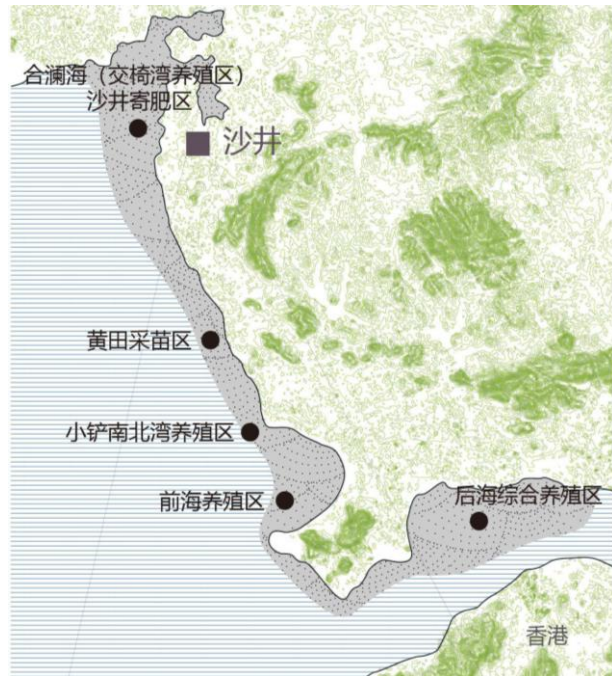 合澜海（交椅湾养殖区）
沙井寄肥区
沙井
黄田采苗区
小铲南北湾养殖区
前海养殖区
后海综合养殖区
香港